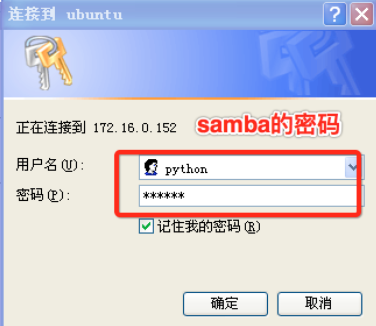 连接到 ubuntu
正在连接到 172.16.0.152 samba的密码
用户名(U): python
密码(P): ******
记住我的密码(R)
确定 取消